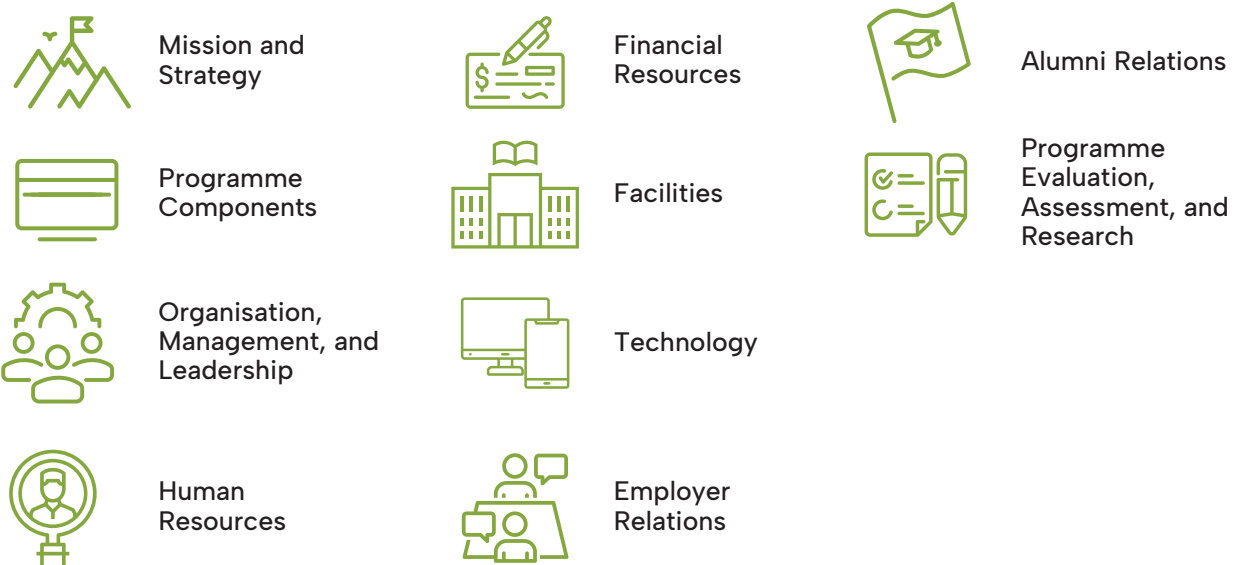 Mission and
Strategy
Programme
Components
Organisation,
Management, and
Leadership
Human
Resources
$
Financial
Resources
Facilities
Technology
Employer
Relations
Alumni Relations
Programme
Evaluation,
Assessment, and
Research